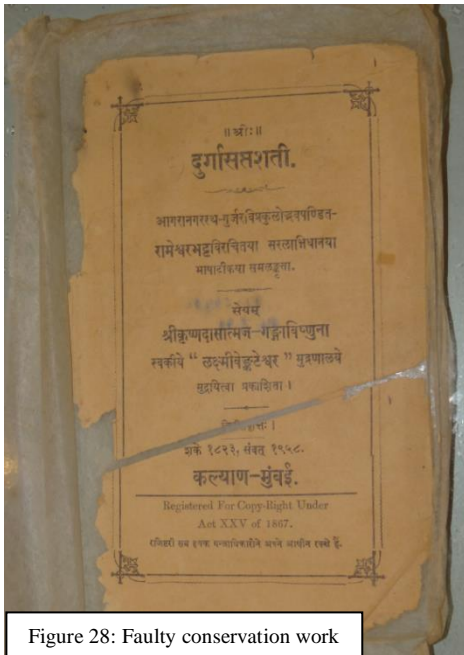 ॥ श्रीः ॥
दुर्गासप्तशती.
आगरानगरस्थ-गुर्जरविप्रकुलोद्भवपण्डित-
रामेश्वरभट्टविरचितया सरलाभिधानया
भाषाटीकया समलङ्कृता.
सेयम्
श्रीकृष्णदासात्मज-गङ्गाविष्णुना
स्वकीये “ लक्ष्मीवेङ्कटेश्वर ” मुद्रणालये
मुद्रयित्वा प्रकाशिता ।
शके १८२३, संवत् १९५८.
कल्याण-मुंबई.
Registered For Copy-Right Under
Act XXV of 1867.
रजिष्टरी सब हक्क यन्त्राधिकारीने अपने आधीन रक्खे हैं.
Figure 28: Faulty conservation work